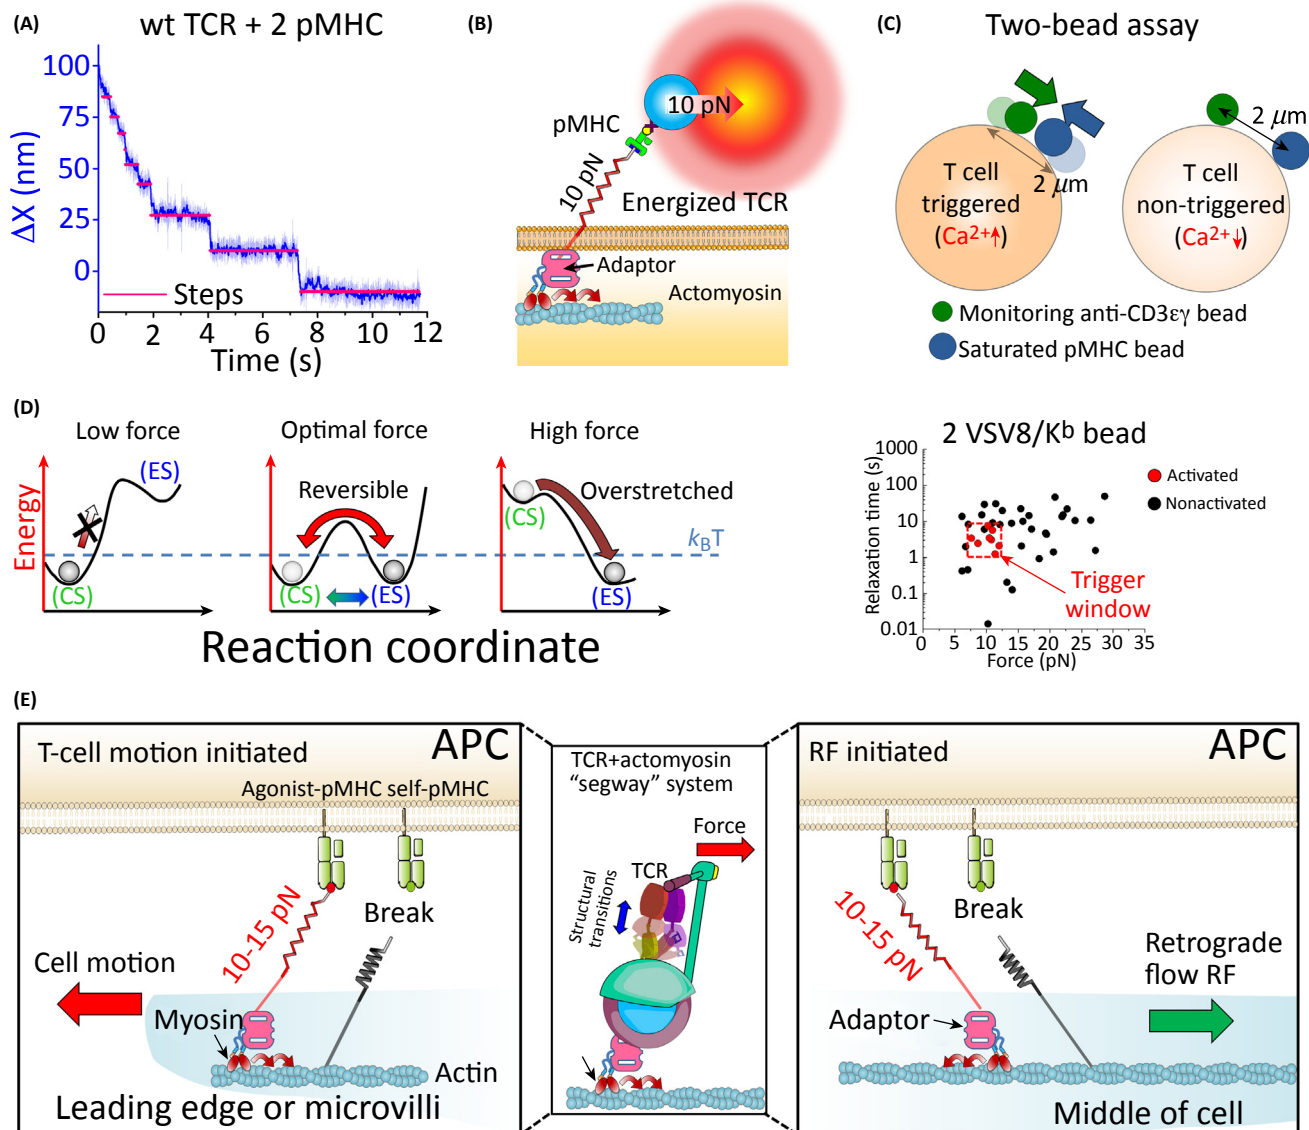 (A)
wt TCR + 2 pMHC
ΔX (nm)
100
75
50
25
0
Steps
0 2 4 6 8 10 12
Time (s)
(B)
10 pN
pMHC
10 pN
Energized TCR
Adaptor
Actomyosin
(C)
Two-bead assay
2 μm
T cell
triggered
(Ca2+↑)
2 μm
T cell
non-triggered
(Ca2+↓)
Monitoring anti-CD3εγ bead
Saturated pMHC bead
(D)
Low force
Optimal force
High force
Energy
(ES)
(CS)
Reversible
(CS)
(ES)
Overstretched
(CS)
kBT
(ES)
Reaction coordinate
2 VSV8/Kb bead
Relaxation time (s)
1000
100
10
1
0.1
0.01
0 5 10 15 20 25 30 35
Force (pN)
Activated
Nonactivated
Trigger
window
(E)
T-cell motion initiated
APC
Agonist-pMHC self-pMHC
10-15 pN
Break
Cell motion
Myosin
Actin
Leading edge or microvilli
TCR+actomyosin
“segway” system
Force
TCR
Structural
transitions
RF initiated
APC
10-15 pN
Break
Retrograde
flow RF
Adaptor
Middle of cell